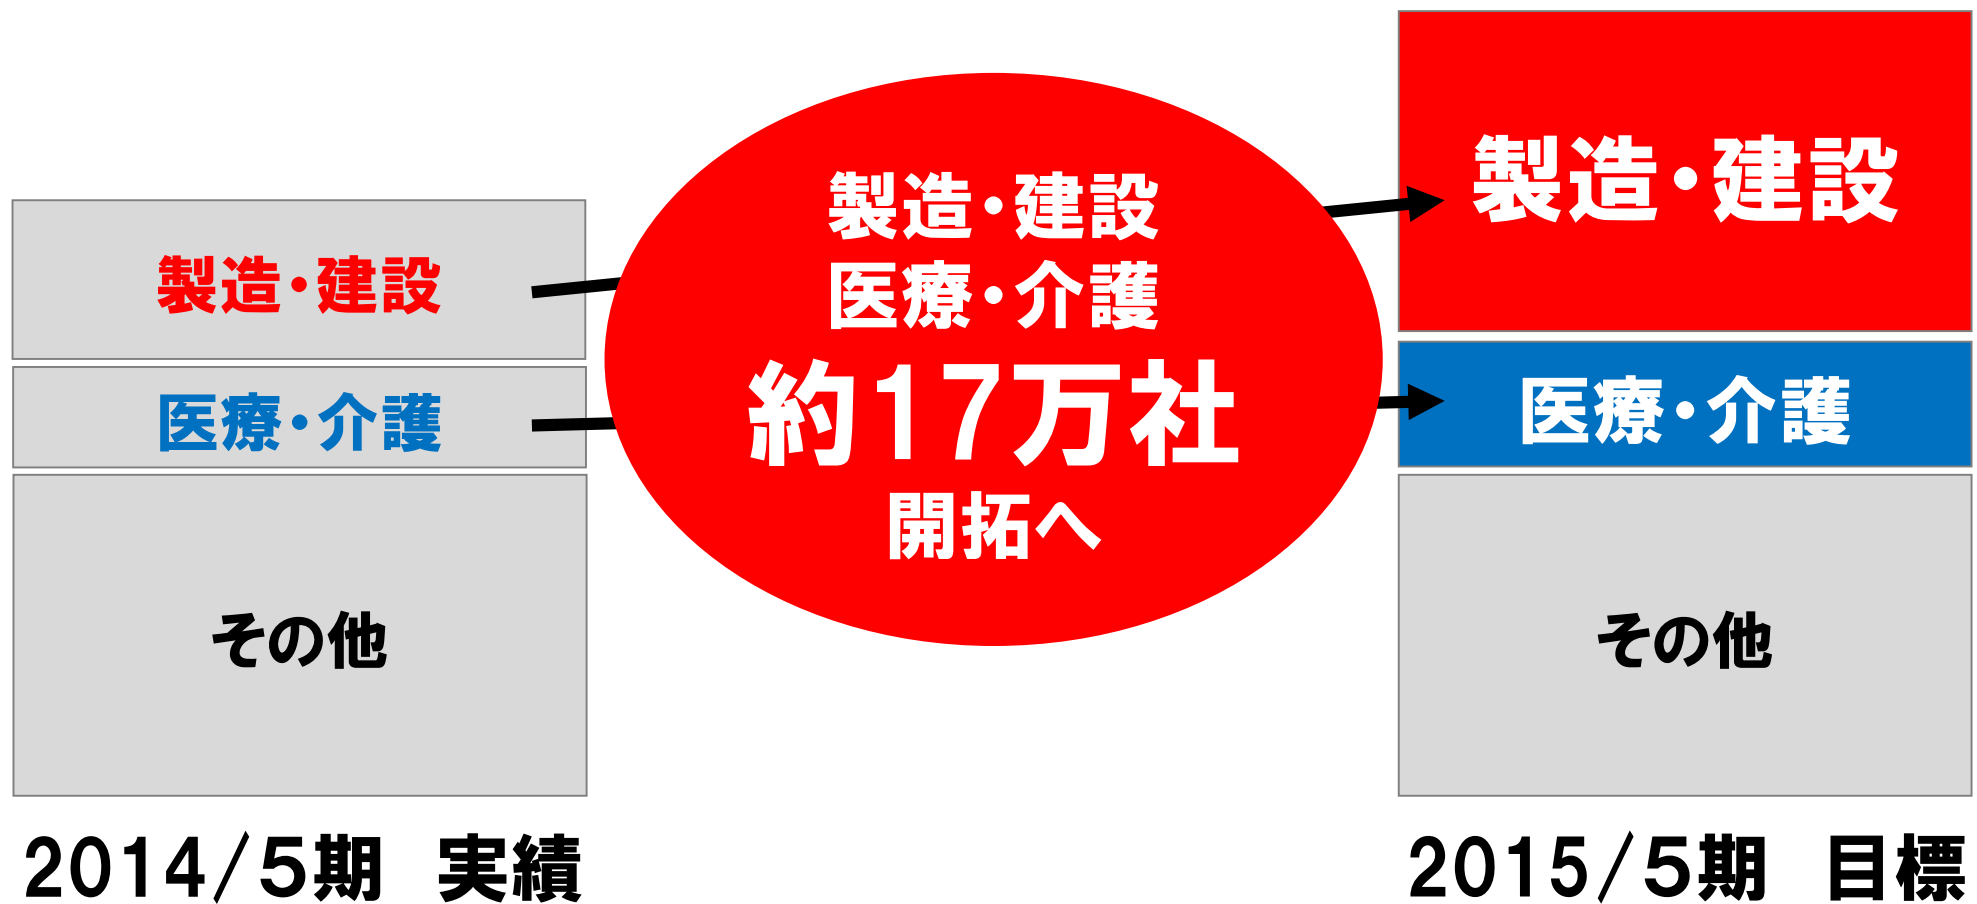 製造・建設
医療・介護
その他
2014/5期　実績
製造・建設
医療・介護
約17万社
開拓へ
製造・建設
医療・介護
その他
2015/5期　目標